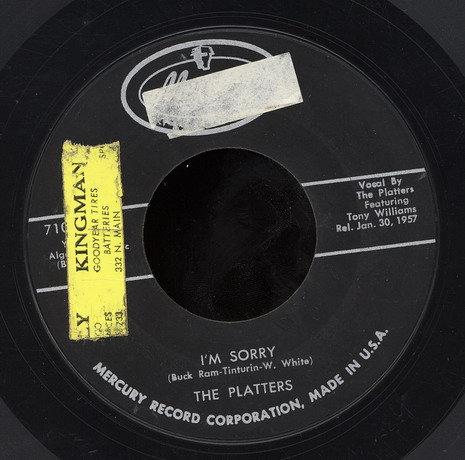 KINGMAN
GOODYEAR TIRES
BATTERIES
332 N. MAIN
Vocal By
The Platters
Featuring
Tony Williams
Rel. Jan. 30, 1957
I'M SORRY
(Buck Ram-Tinturin-W. White)
THE PLATTERS
MERCURY RECORD CORPORATION, MADE IN U.S.A.